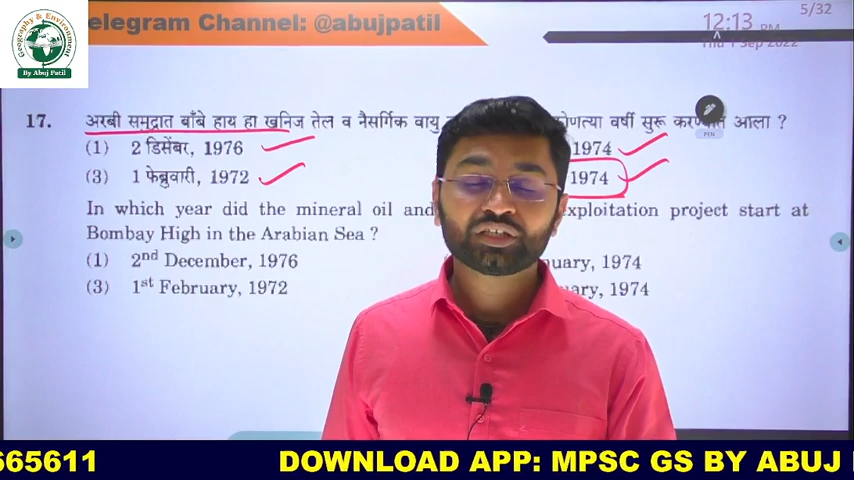 Geography & Environment
By Abuj Patil
elegram Channel: @abujpatil
12:13 PM
Thu 1 Sep 2022
5/32
PEN
17. अरबी समुद्रात बाँबे हाय हा खनिज तेल व नैसर्गिक वायु कोणत्या वर्षी सुरू करण्यात आला ?
(1) 2 डिसेंबर, 1976 1974
(3) 1 फेब्रुवारी, 1972 1974
In which year did the mineral oil and exploitation project start at
Bombay High in the Arabian Sea ?
(1) 2nd December, 1976 1974
(3) 1st February, 1972 1974
665611 DOWNLOAD APP: MPSC GS BY ABUJ